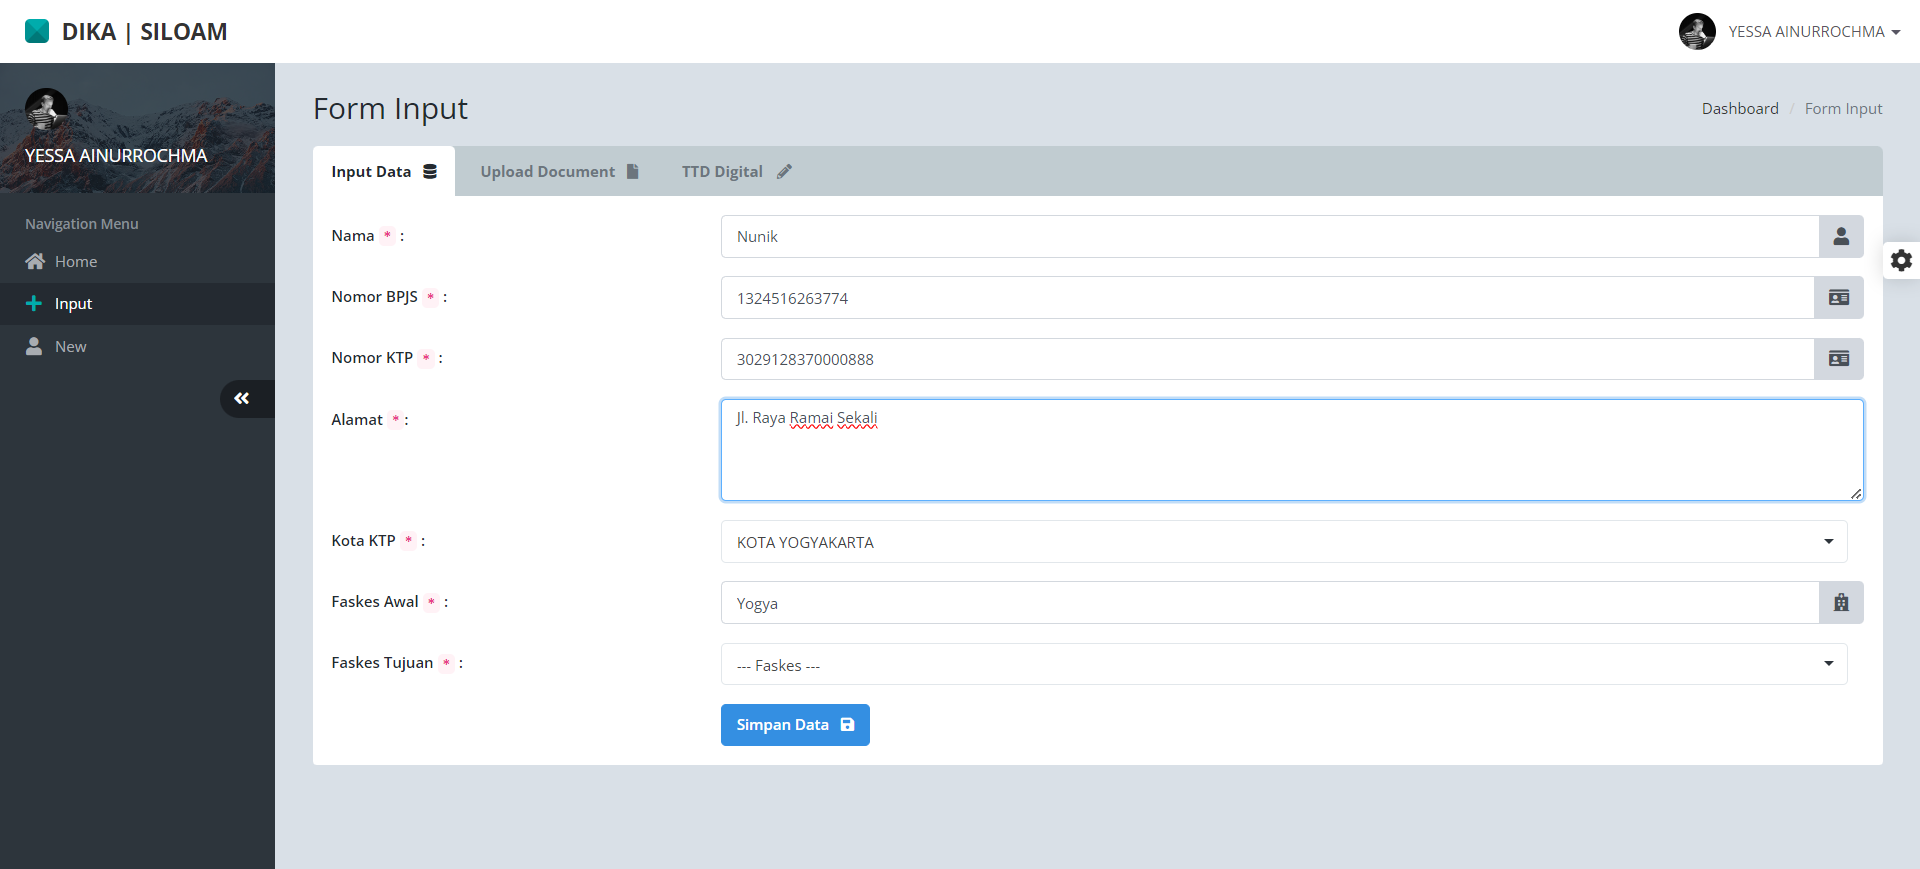 DIKA | SILOAM
YESSA AINURROCHMA
YESSA AINURROCHMA
Navigation Menu
Home
Input
New
Form Input
Dashboard / Form Input
Input Data
Upload Document
TTD Digital
Nama * :
Nunik
Nomor BPJS * :
1324516263774
Nomor KTP * :
3029128370000888
Alamat * :
Jl. Raya Ramai Sekali
Kota KTP * :
KOTA YOGYAKARTA
Faskes Awal * :
Yogya
Faskes Tujuan * :
--- Faskes ---
Simpan Data